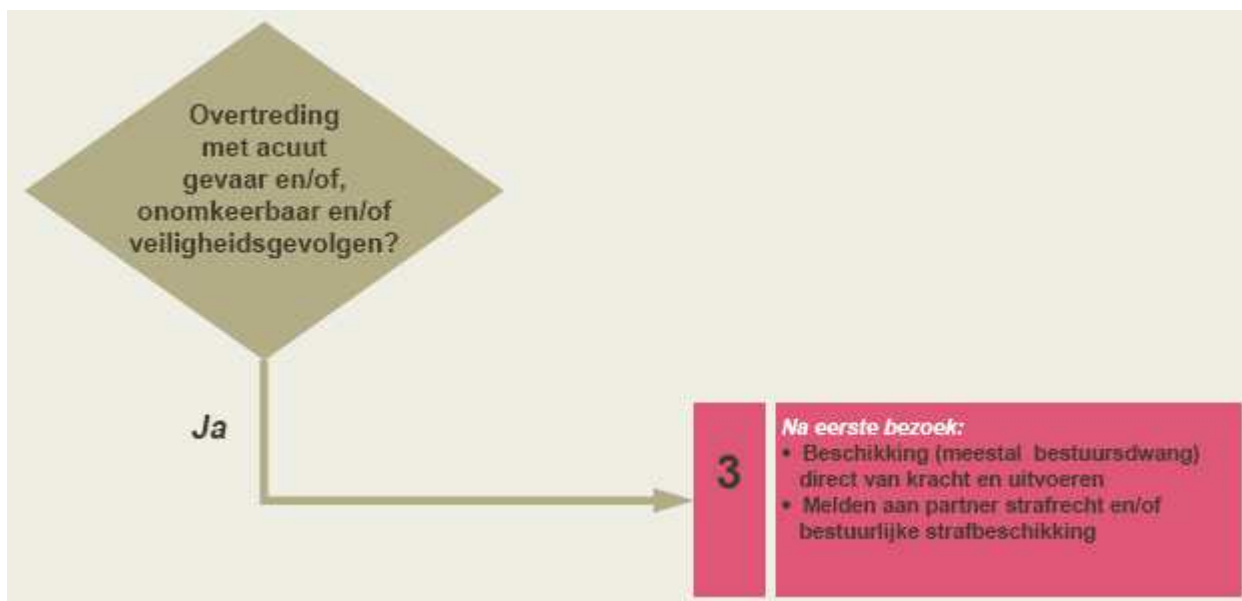 Overtreding
met acuut
gevaar en/of,
onomkeerbaar en/of
veiligheidsgevolgen?
Ja
3
Na eerste bezoek:
• Beschikking (meestal bestuursdwang)
direct van kracht en uitvoeren
• Melden aan partner strafrecht en/of
bestuurlijke strafbeschikking